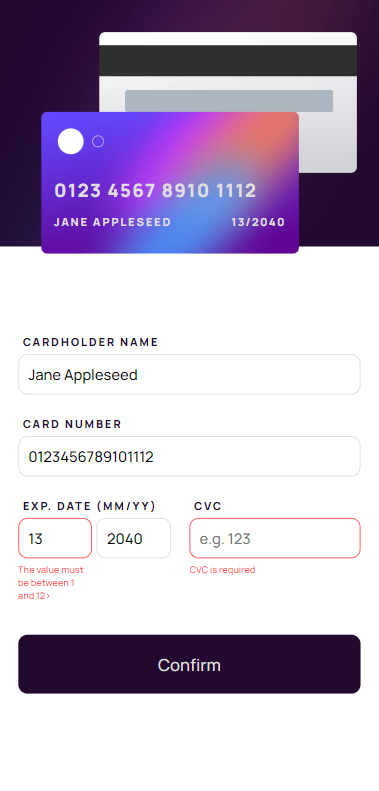 0123 4567 8910 1112
JANE APPLESEED 13/2040
CARDHOLDER NAME
Jane Appleseed
CARD NUMBER
0123456789101112
EXP. DATE (MM/YY) CVC
13 2040 e.g. 123
The value must CVC is required
be between 1
and 12>
Confirm